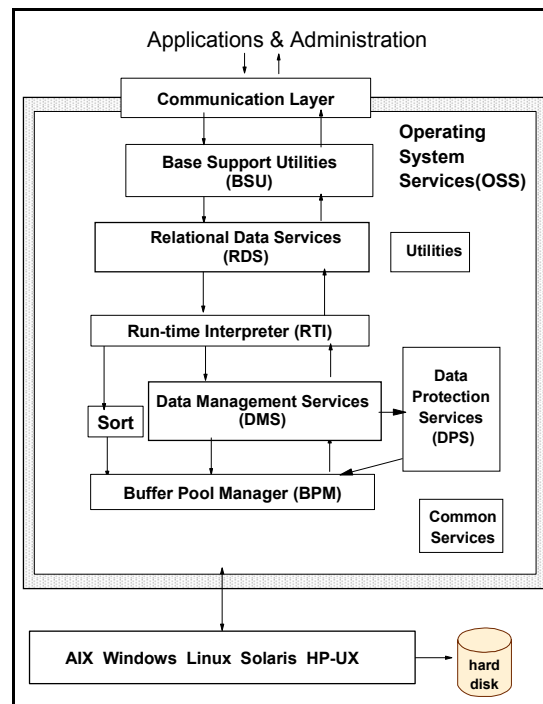 Applications & Administration
Communication Layer
Operating
System
Services(OSS)
Base Support Utilities
(BSU)
Relational Data Services
(RDS)
Utilities
Run-time Interpreter (RTI)
Data
Protection
Services
(DPS)
Data Management Services
(DMS)
Sort
Buffer Pool Manager (BPM)
Common
Services
AIX Windows Linux Solaris HP-UX
hard
disk